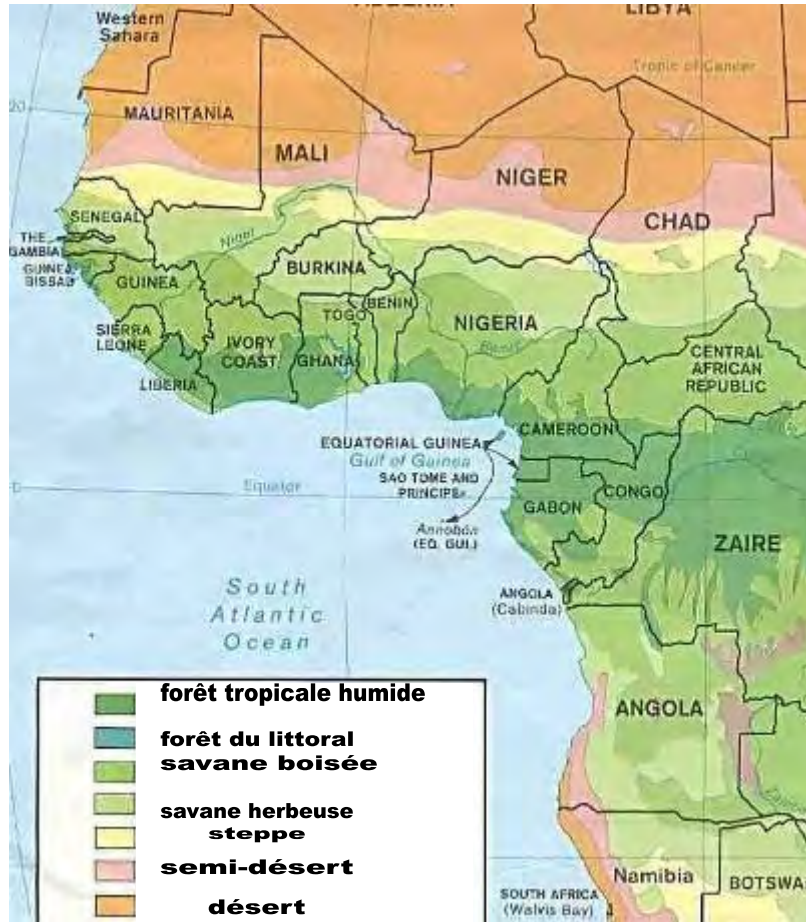 Western
Sahara
ALGERIA
LIBYA
Tropic of Cancer
20
MAURITANIA
MALI
NIGER
CHAD
SENEGAL
THE
GAMBIA
GUINEA
BISSAU
Niger
BURKINA
GUINEA
BENIN
TOGO
NIGERIA
SIERRA
LEONE
IVORY
COAST
GHANA
Benue
CENTRAL
AFRICAN
REPUBLIC
LIBERIA
CAMEROON
EQUATORIAL GUINEA
Gulf of Guinea
SAO TOME AND
PRINCIPE
Equator
0
GABON
CONGO
Annobón
(EQ. GUI.)
ZAIRE
South
Atlantic
Ocean
ANGOLA
(Cabinda)
ANGOLA
forêt tropicale humide
forêt du littoral
savane boisée
savane herbeuse
steppe
semi-désert
désert
Namibia
BOTSWA
SOUTH AFRICA
(Walvis Bay)